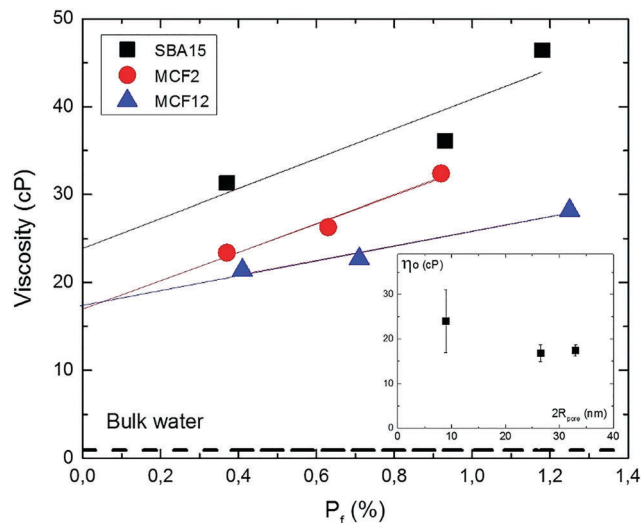 50
40
30
20
10
0
Viscosity (cP)
SBA15
MCF2
MCF12
Bulk water
0,0 0,2 0,4 0,6 0,8 1,0 1,2 1,4
P_f (%)
ηo (cP)
30
20
10
0
0 10 20 30 40
2R_pore (nm)